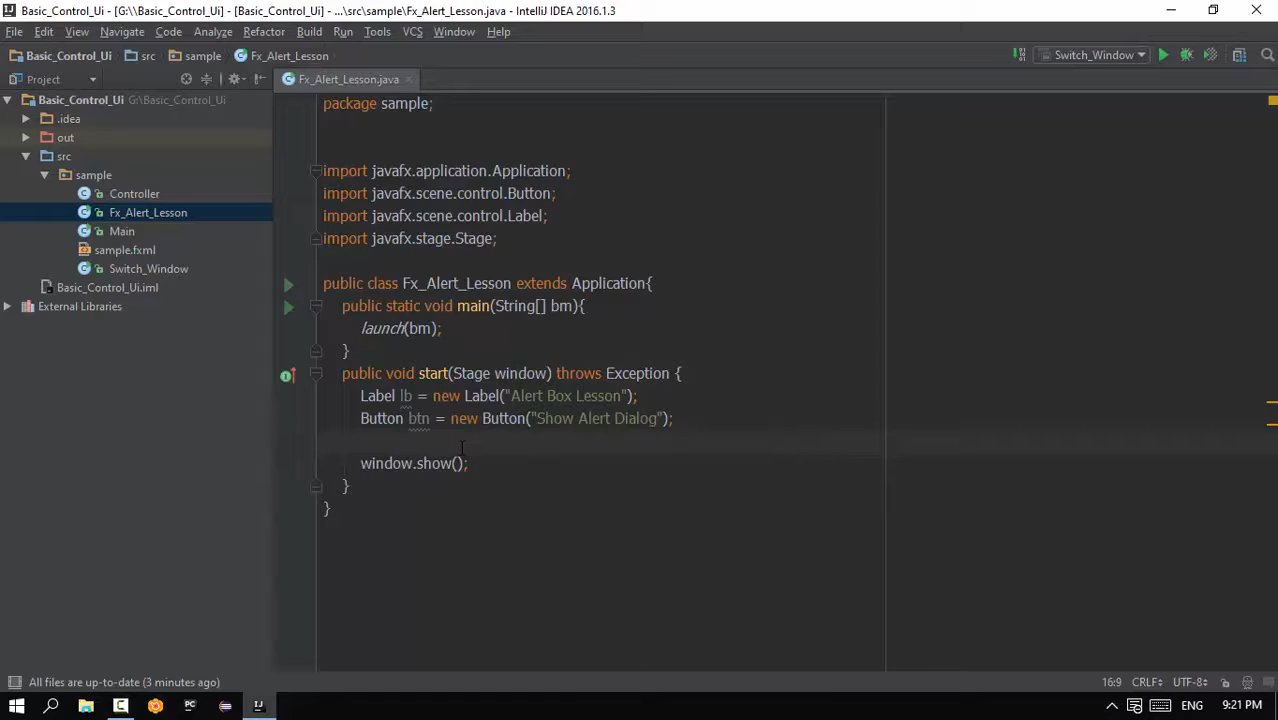 Basic_Control_Ui - [G:\\Basic_Control_Ui] - [Basic_Control_Ui] - ...\src\sample\Fx_Alert_Lesson.java - IntelliJ IDEA 2016.1.3
File Edit View Navigate Code Analyze Refactor Build Run Tools VCS Window Help
Basic_Control_Ui src sample Fx_Alert_Lesson Switch_Window
Project Fx_Alert_Lesson.java
Basic_Control_Ui G:\Basic_Control_Ui
.idea
out
src
sample
Controller
Fx_Alert_Lesson
Main
sample.fxml
Switch_Window
Basic_Control_Ui.iml
External Libraries
package sample;
import javafx.application.Application;
import javafx.scene.control.Button;
import javafx.scene.control.Label;
import javafx.stage.Stage;
public class Fx_Alert_Lesson extends Application{
public static void main(String[] bm){
launch(bm);
}
public void start(Stage window) throws Exception {
Label lb = new Label("Alert Box Lesson");
Button btn = new Button("Show Alert Dialog");
window.show();
}
}
All files are up-to-date (3 minutes ago) 16:9 CRLF÷ UTF-8÷
PC ENG 9:21 PM